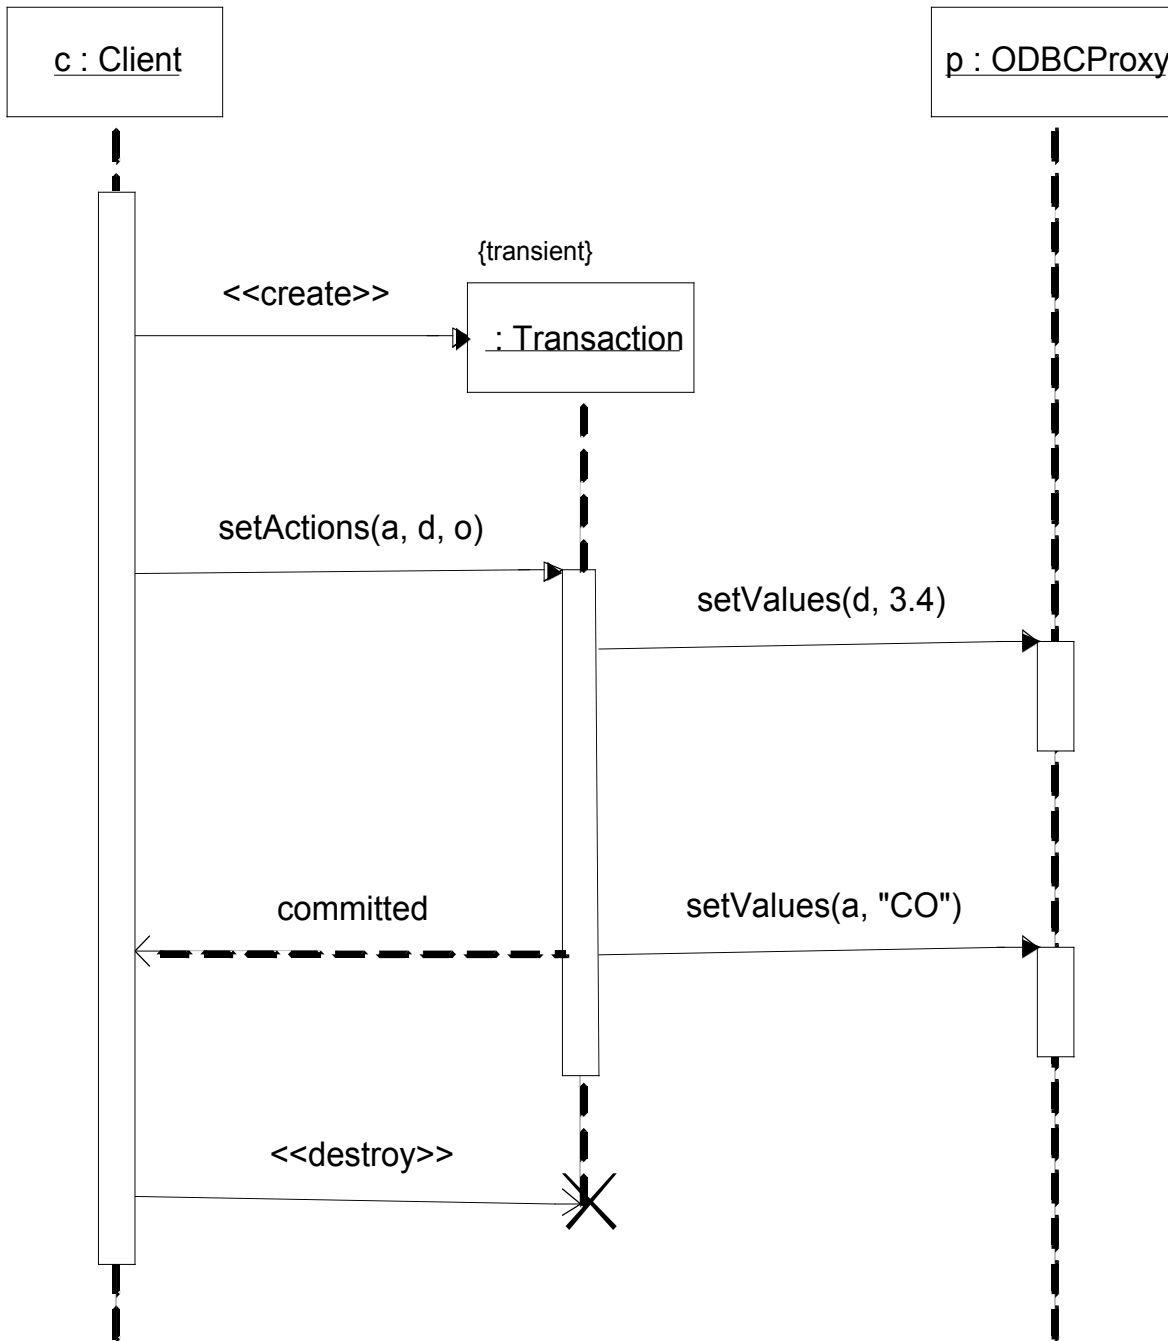 c : Client
p : ODBCProxy
{transient}
<<create>>
: Transaction
setActions(a, d, o)
setValues(d, 3.4)
committed
setValues(a, "CO")
<<destroy>>